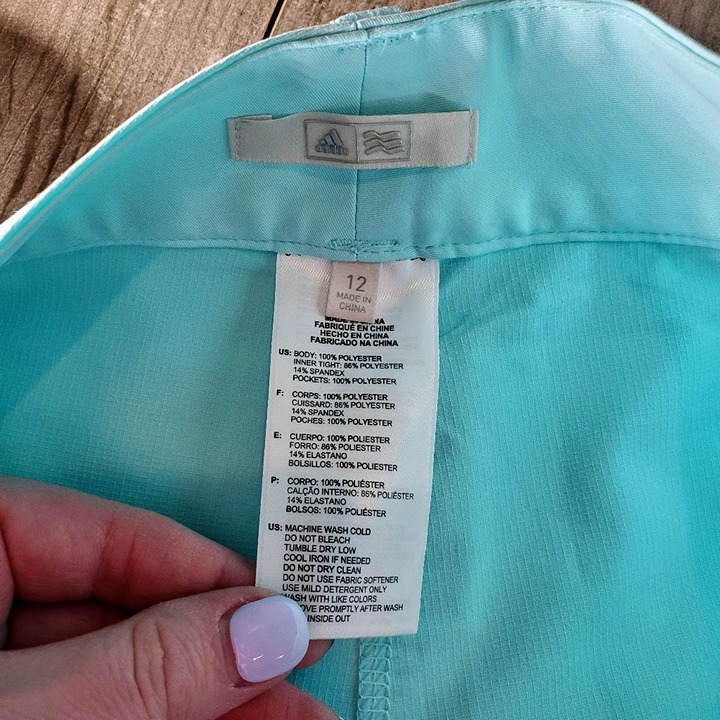 adidas
12
MADE IN
CHINA
FABRIQUÉ EN CHINE
HECHO EN CHINA
FABRICADO NA CHINA
US: BODY: 100% POLYESTER
INNER TIGHT: 86% POLYESTER
14% SPANDEX
POCKETS: 100% POLYESTER
F: CORPS: 100% POLYESTER
CUISSARD: 86% POLYESTER
14% SPANDEX
POCHES: 100% POLYESTER
E: CUERPO: 100% POLIESTER
FORRO: 86% POLIESTER
14% ELASTANO
BOLSILLOS: 100% POLIESTER
P: CORPO: 100% POLIÉSTER
CALÇÃO INTERNO: 86% POLIÉSTER
14% ELASTANO
BOLSOS: 100% POLIÉSTER
US: MACHINE WASH COLD
DO NOT BLEACH
TUMBLE DRY LOW
COOL IRON IF NEEDED
DO NOT DRY CLEAN
DO NOT USE FABRIC SOFTENER
USE MILD DETERGENT ONLY
WASH WITH LIKE COLORS
PROMPTLY AFTER WASH
INSIDE OUT